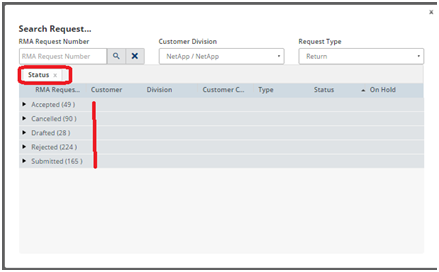 x
Search Request...
RMA Request Number Customer Division Request Type
RMA Request Number NetApp / NetApp Return
Status x
RMA Reques... Customer Division Customer C... Type Status On Hold
Accepted (49 )
Cancelled (90 )
Drafted (28 )
Rejected (224 )
Submitted (165 )